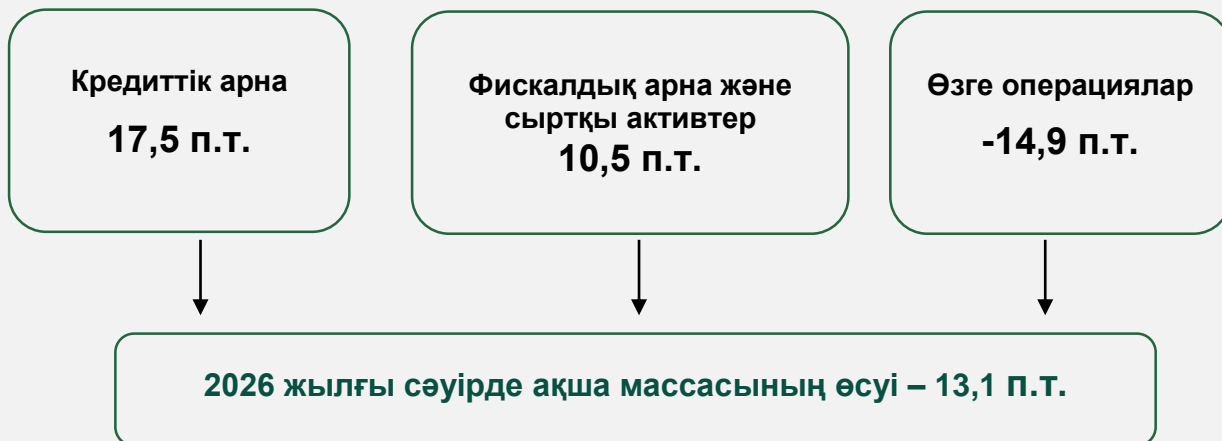 Кредиттік арна
17,5 п.т.
Фискалдық арна және
сыртқы активтер
10,5 п.т.
Өзге операциялар
-14,9 п.т.
2026 жылғы сәуірде ақша массасының өсуі – 13,1 п.т.